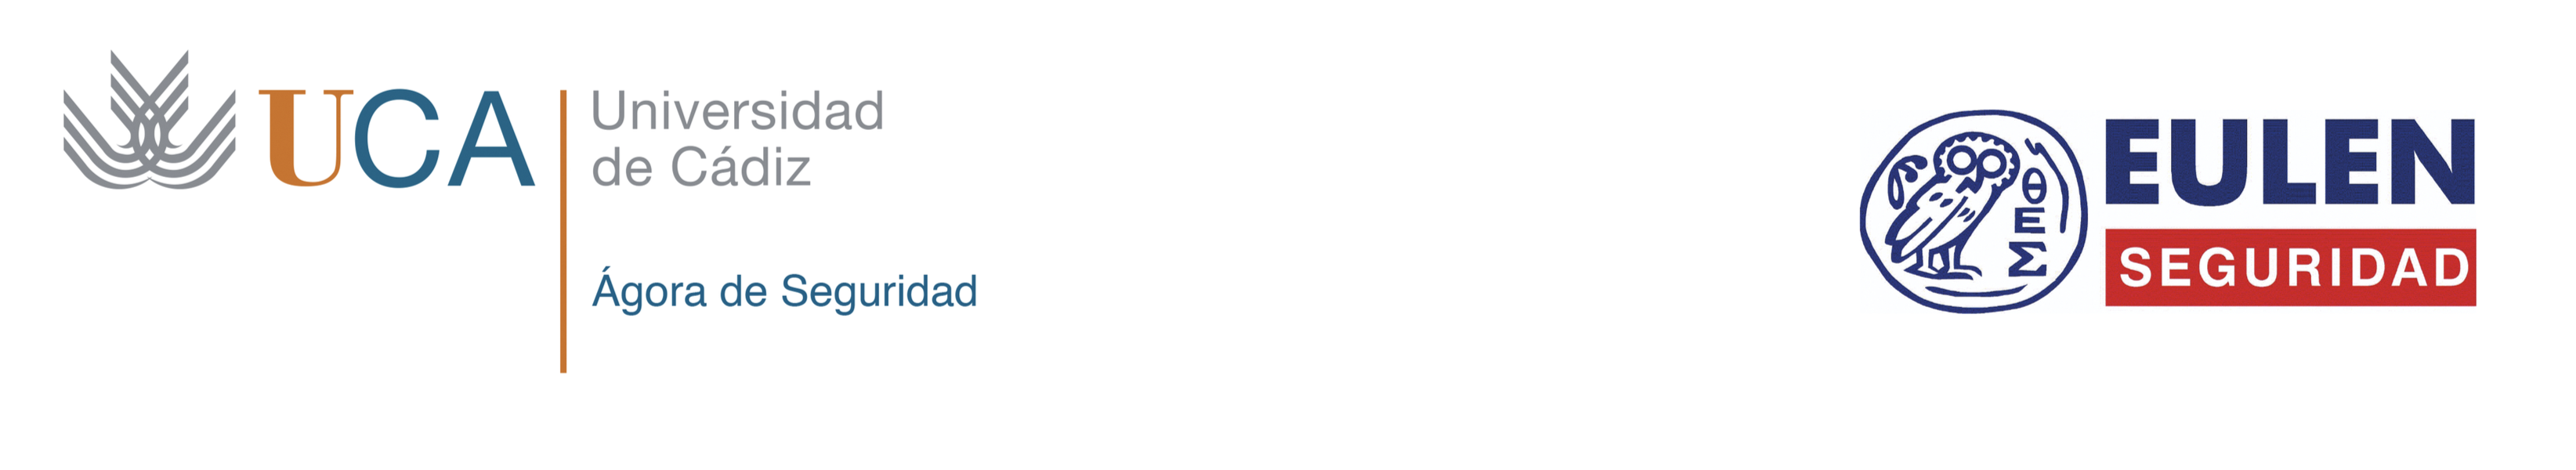 UCA
Universidad
de Cádiz
Ágora de Seguridad
ΘΕΣ
EULEN
SEGURIDAD